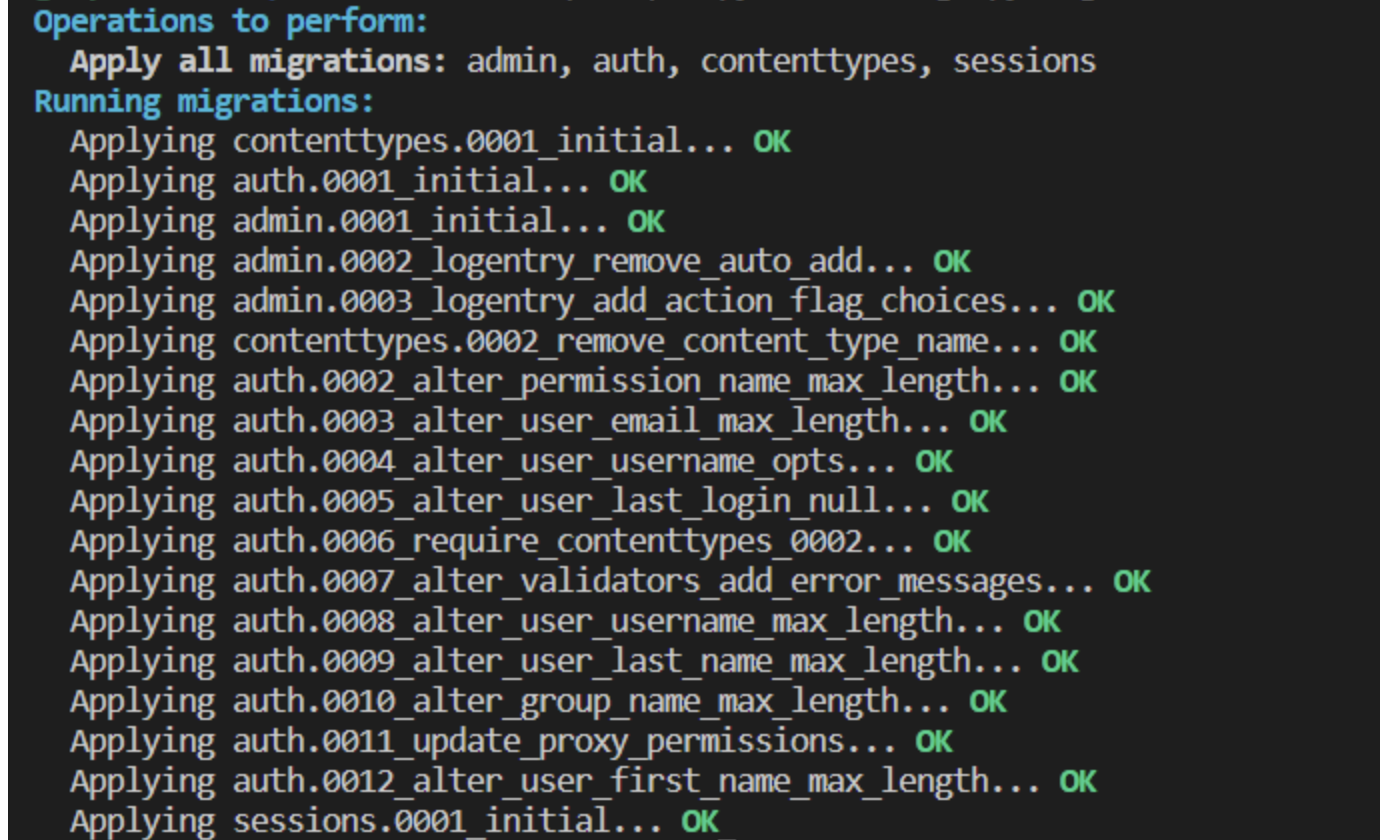 Operations to perform:
Apply all migrations: admin, auth, contenttypes, sessions
Running migrations:
Applying contenttypes.0001_initial... OK
Applying auth.0001_initial... OK
Applying admin.0001_initial... OK
Applying admin.0002_logentry_remove_auto_add... OK
Applying admin.0003_logentry_add_action_flag_choices... OK
Applying contenttypes.0002_remove_content_type_name... OK
Applying auth.0002_alter_permission_name_max_length... OK
Applying auth.0003_alter_user_email_max_length... OK
Applying auth.0004_alter_user_username_opts... OK
Applying auth.0005_alter_user_last_login_null... OK
Applying auth.0006_require_contenttypes_0002... OK
Applying auth.0007_alter_validators_add_error_messages... OK
Applying auth.0008_alter_user_username_max_length... OK
Applying auth.0009_alter_user_last_name_max_length... OK
Applying auth.0010_alter_group_name_max_length... OK
Applying auth.0011_update_proxy_permissions... OK
Applying auth.0012_alter_user_first_name_max_length... OK
Applying sessions.0001_initial... OK